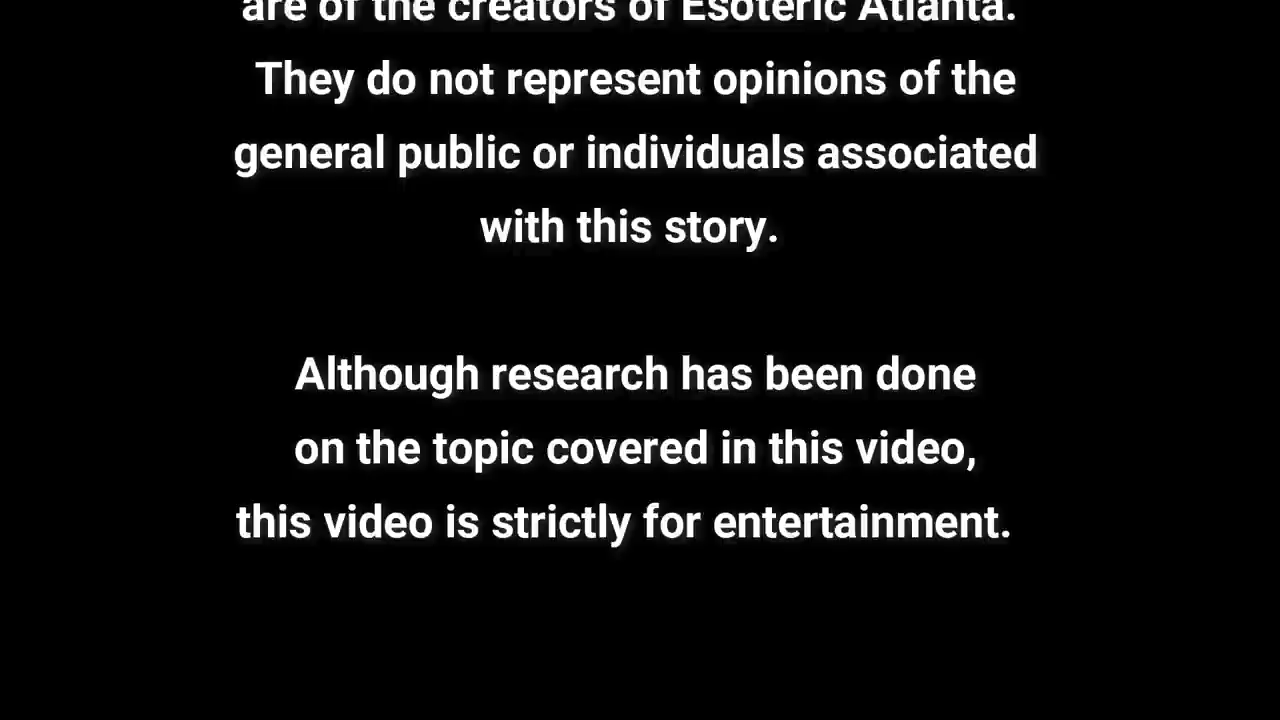 are of the creators of Esoteric Atlanta.
They do not represent opinions of the
general public or individuals associated
with this story.
Although research has been done
on the topic covered in this video,
this video is strictly for entertainment.